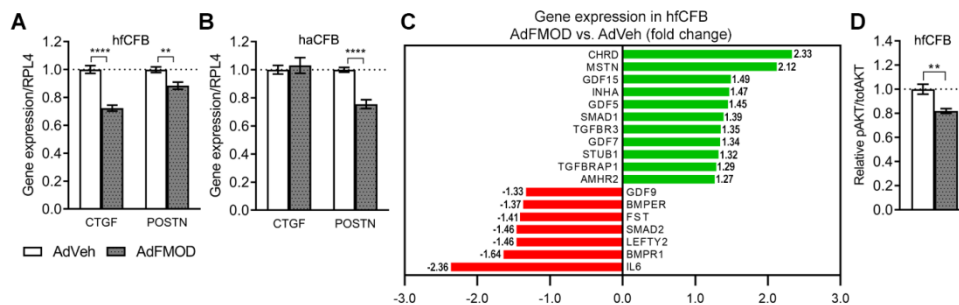 A
hfCFB
Gene expression/RPL4
1.4
1.2
1.0
0.8
0.6
0.4
0.2
0.0
****
**
CTGF
POSTN
AdVeh
AdFMOD
B
haCFB
Gene expression/RPL4
1.4
1.2
1.0
0.8
0.6
0.4
0.2
0.0
****
CTGF
POSTN
C
Gene expression in hfCFB
AdFMOD vs. AdVeh (fold change)
CHRD 2.33
MSTN 2.12
GDF15 1.49
INHA 1.47
GDF5 1.45
SMAD1 1.39
TGFBR3 1.35
GDF7 1.34
STUB1 1.32
TGFBRAP1 1.29
AMHR2 1.27
-1.33 GDF9
-1.37 BMPER
-1.41 FST
-1.46 SMAD2
-1.46 LEFTY2
-1.64 BMPR1
-2.36 IL6
-3.0 -2.0 -1.0 0.0 1.0 2.0 3.0
D
hfCFB
Relative pAKT/totAKT
1.4
1.2
1.0
0.8
0.6
0.4
0.2
0.0
**